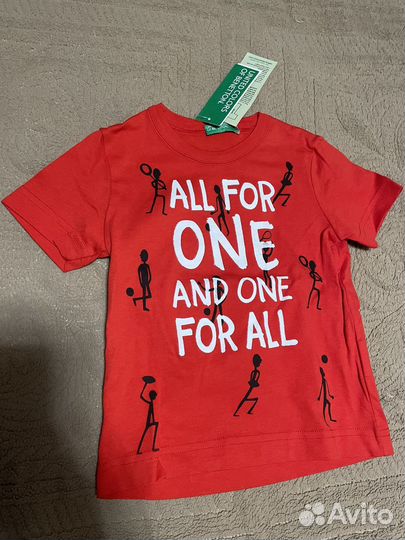 UNITED COLORS
OF BENETTON.
ALL FOR
ONE
AND ONE
FOR ALL
Avito